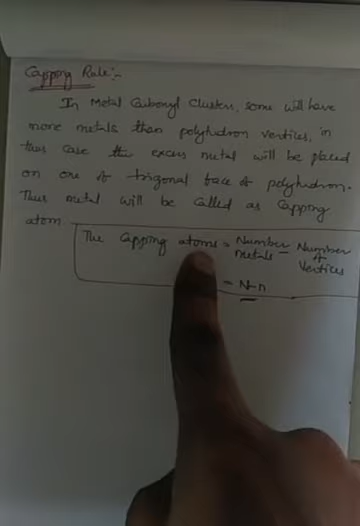 Capping Rule:-
In Metal Carbonyl Clusters, some will have
more metals than polyhydron vertices, in
this case the excess metal will be placed
on one of trigonal face of polyhydron.
This metal will be called as Capping
atom.
The Capping atoms = Number metals - Number of Vertices
= N-n